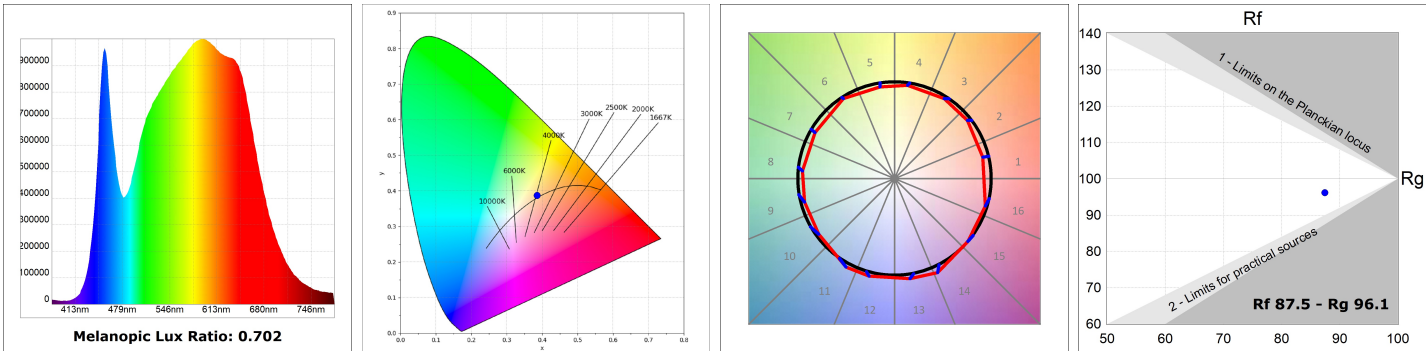 900000
800000
700000
600000
500000
400000
300000
200000
100000
0
413nm 479nm 546nm 613nm 680nm 746nm
Melanopic Lux Ratio: 0.702
0.9
0.8
0.7
0.6
0.5
0.4
0.3
0.2
0.1
0.0
y
1667K
2000K
2500K
3000K
4000K
6000K
10000K
0.0 0.1 0.2 0.3 0.4 0.5 0.6 0.7 0.8
x
1
2
3
4
5
6
7
8
9
10
11
12
13
14
15
16
Rf
140
130
120
110
100
90
80
70
60
1 - Limits on the Planckian locus
Rg
2 - Limits for practical sources
Rf 87.5 - Rg 96.1
50 60 70 80 90 100